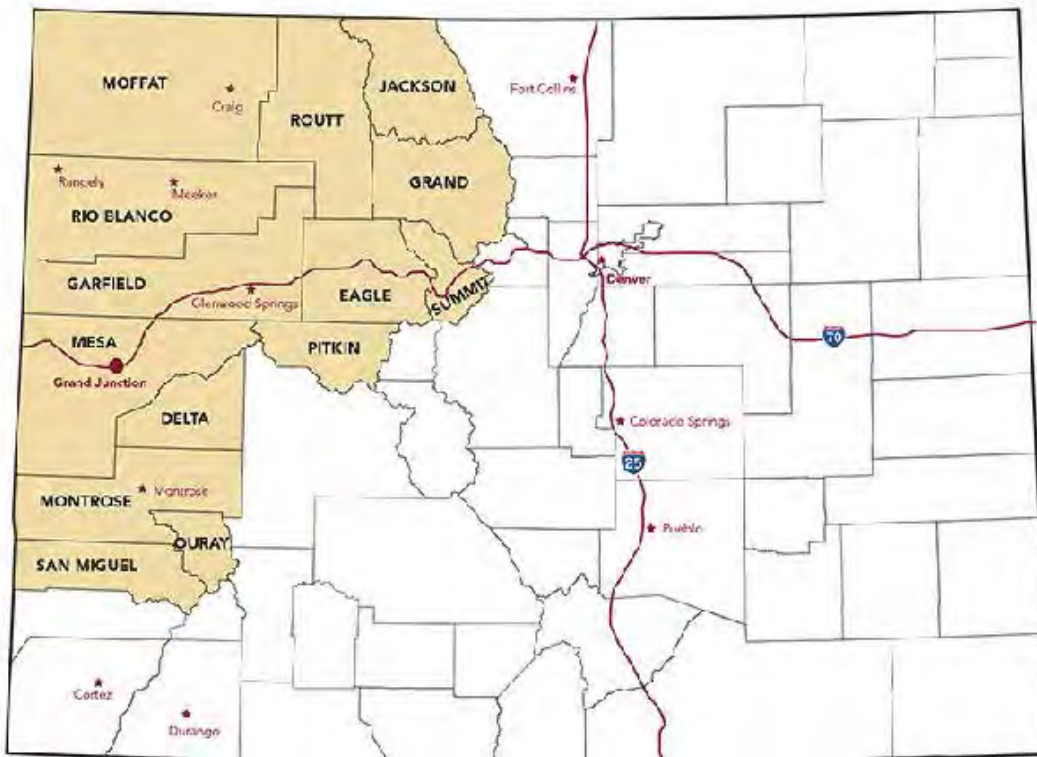 MOFFAT
Craig
ROUTT
JACKSON
Fort Collins
Rangely
Meeker
RIO BLANCO
GRAND
GARFIELD
Glenwood Springs
EAGLE
SUMMIT
Denver
MESA
PITKIN
70
Grand Junction
DELTA
Colorado Springs
25
MONTROSE
Montrose
Pueblo
OURAY
SAN MIGUEL
Cortez
Durango